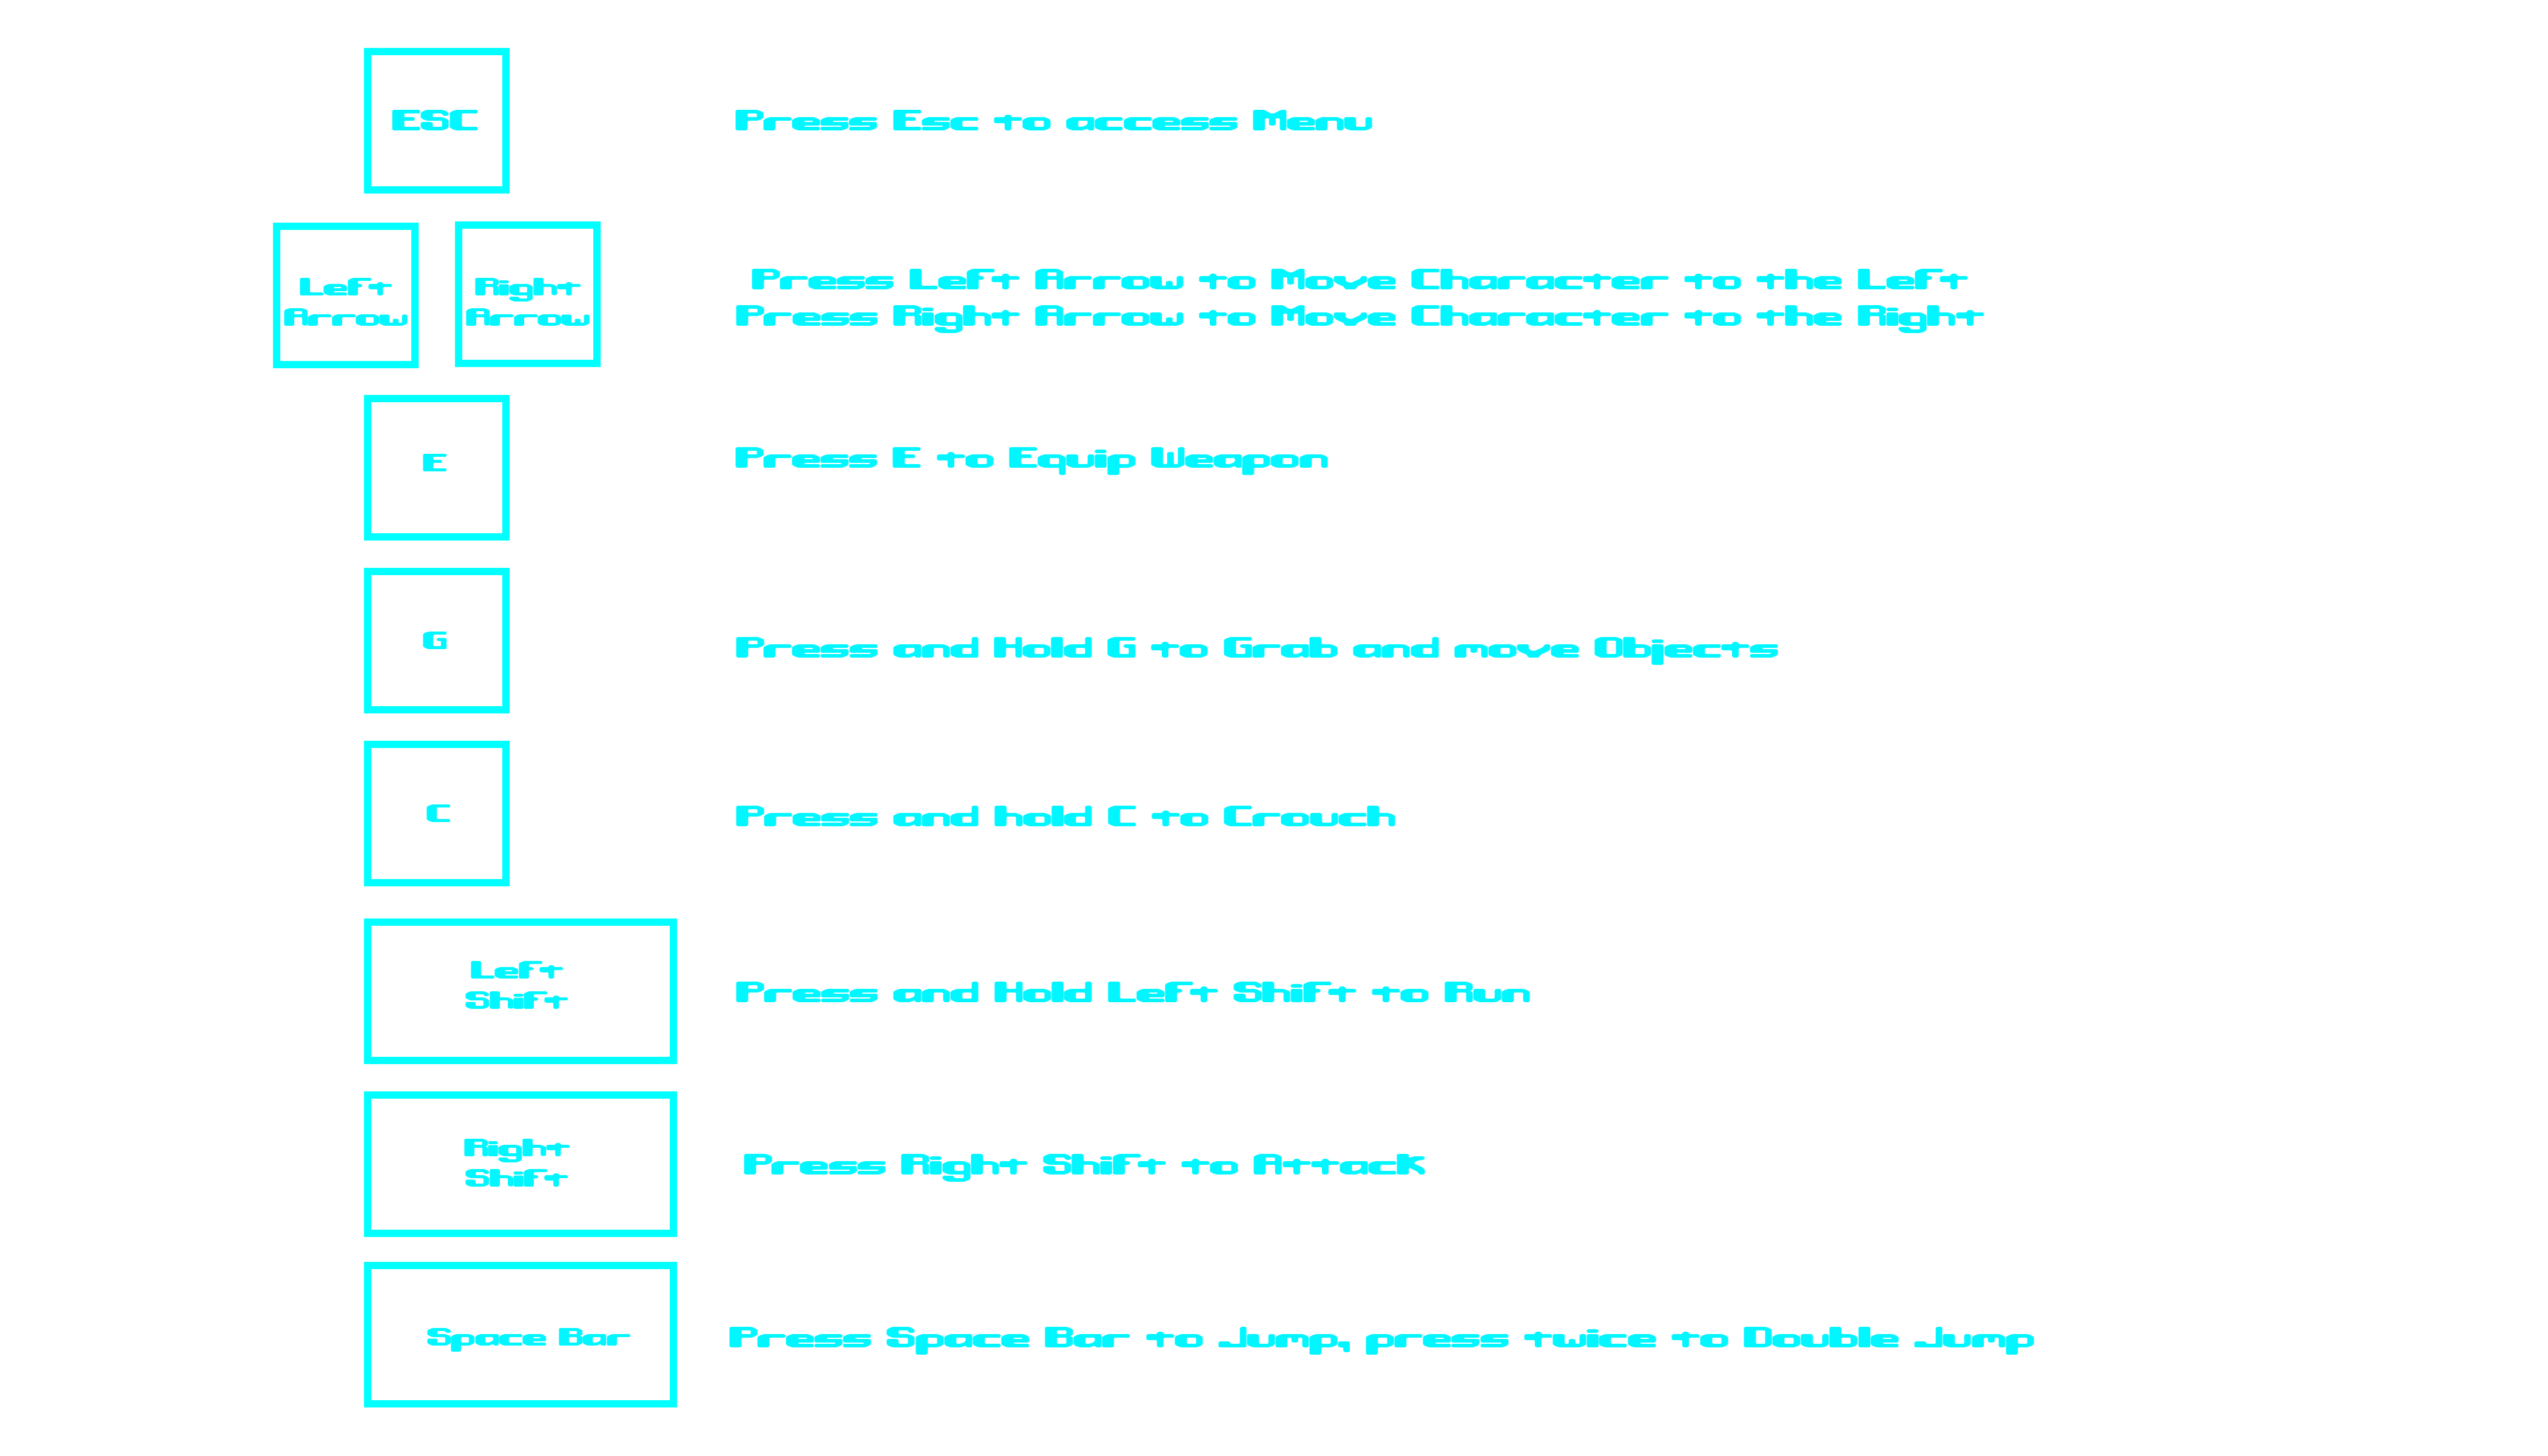 ESC
Press Esc to access Menu
Left
Arrow
Right
Arrow
Press Left Arrow to Move Character to the Left
Press Right Arrow to Move Character to the Right
E
Press E to Equip Weapon
G
Press and Hold G to Grab and move Objects
C
Press and hold C to Crouch
Left
Shift
Press and Hold Left Shift to Run
Right
Shift
Press Right Shift to Attack
Space Bar
Press Space Bar to Jump, press twice to Double Jump